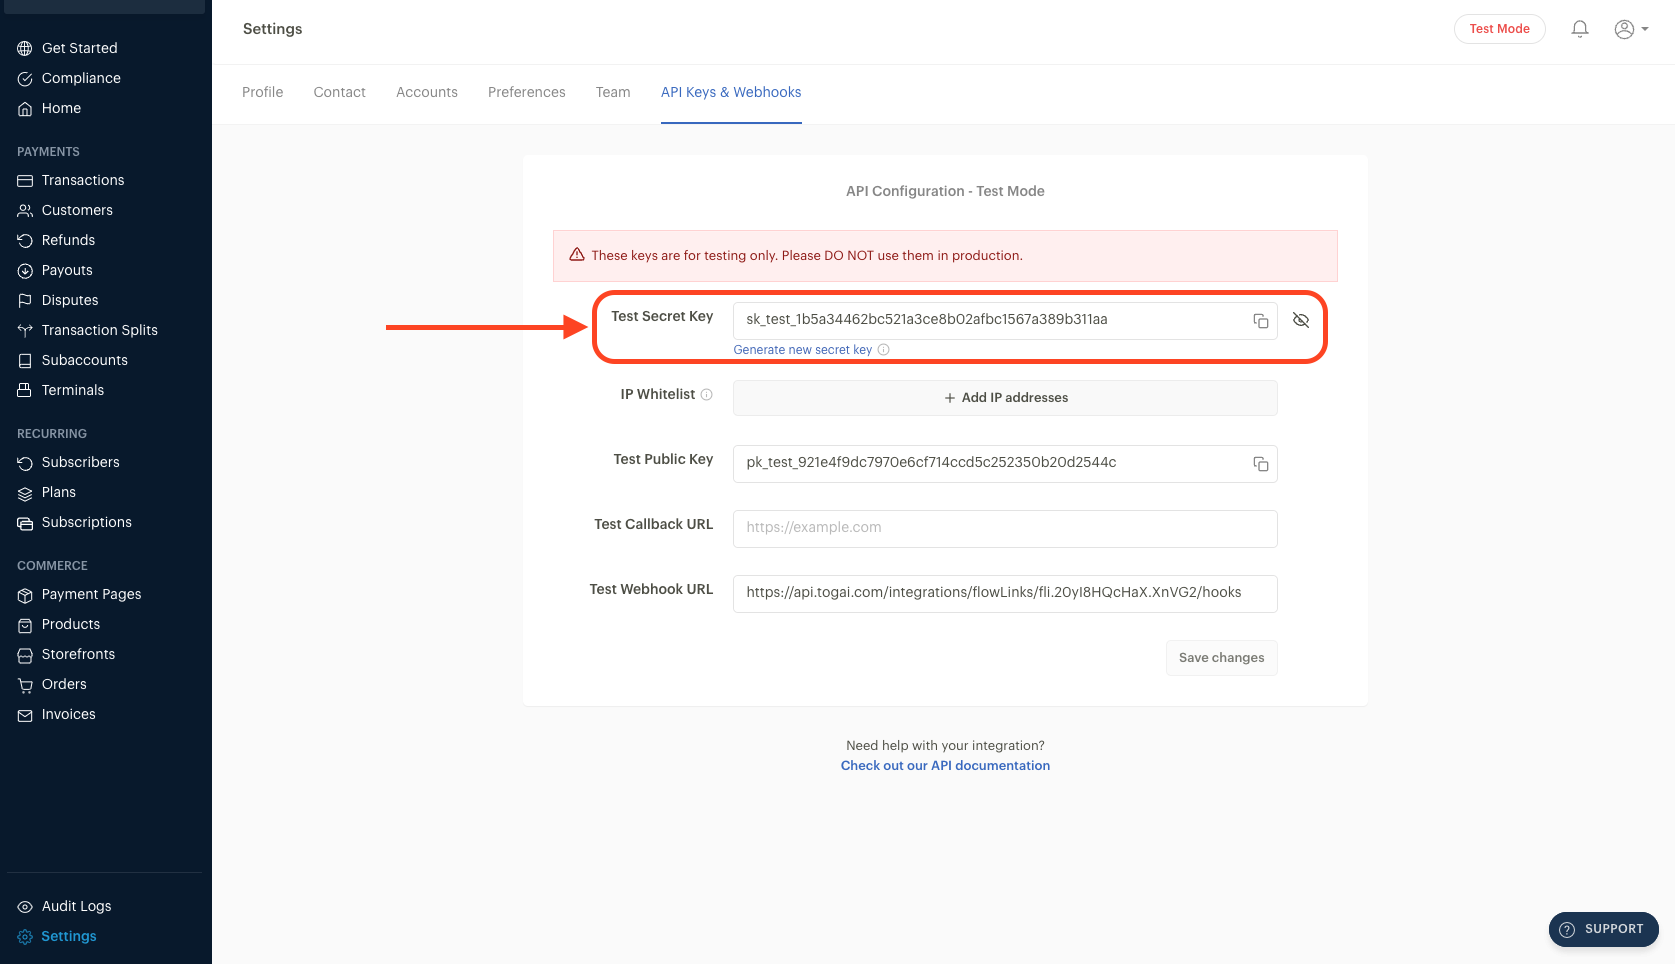 Settings
Test Mode
Get Started
Compliance
Home
PAYMENTS
Transactions
Customers
Refunds
Payouts
Disputes
Transaction Splits
Subaccounts
Terminals
RECURRING
Subscribers
Plans
Subscriptions
COMMERCE
Payment Pages
Products
Storefronts
Orders
Invoices
Audit Logs
Settings
Profile Contact Accounts Preferences Team API Keys & Webhooks
API Configuration - Test Mode
These keys are for testing only. Please DO NOT use them in production.
Test Secret Key sk_test_1b5a34462bc521a3ce8b02afbc1567a389b311aa
Generate new secret key
IP Whitelist + Add IP addresses
Test Public Key pk_test_921e4f9dc7970e6cf714ccd5c252350b20d2544c
Test Callback URL https://example.com
Test Webhook URL https://api.togai.com/integrations/flowLinks/fli.20yI8HQcHaX.XnVG2/hooks
Save changes
Need help with your integration?
Check out our API documentation
SUPPORT